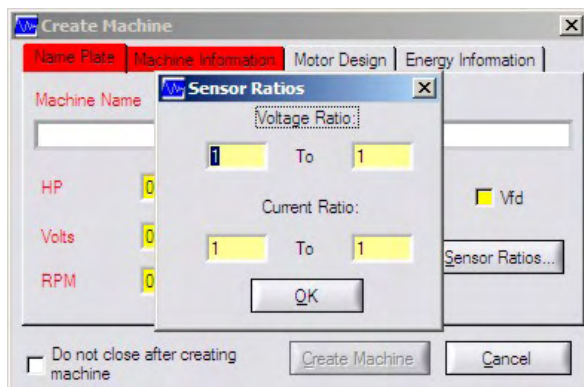 Create Machine
Name Plate Machine Information Motor Design Energy Information
Sensor Ratios
Machine Name
Voltage Ratio:
1 To 1
HP 0
Vfd
Current Ratio:
Volts 0
1 To 1
Sensor Ratios...
RPM 0
OK
Do not close after creating
machine
Create Machine Cancel